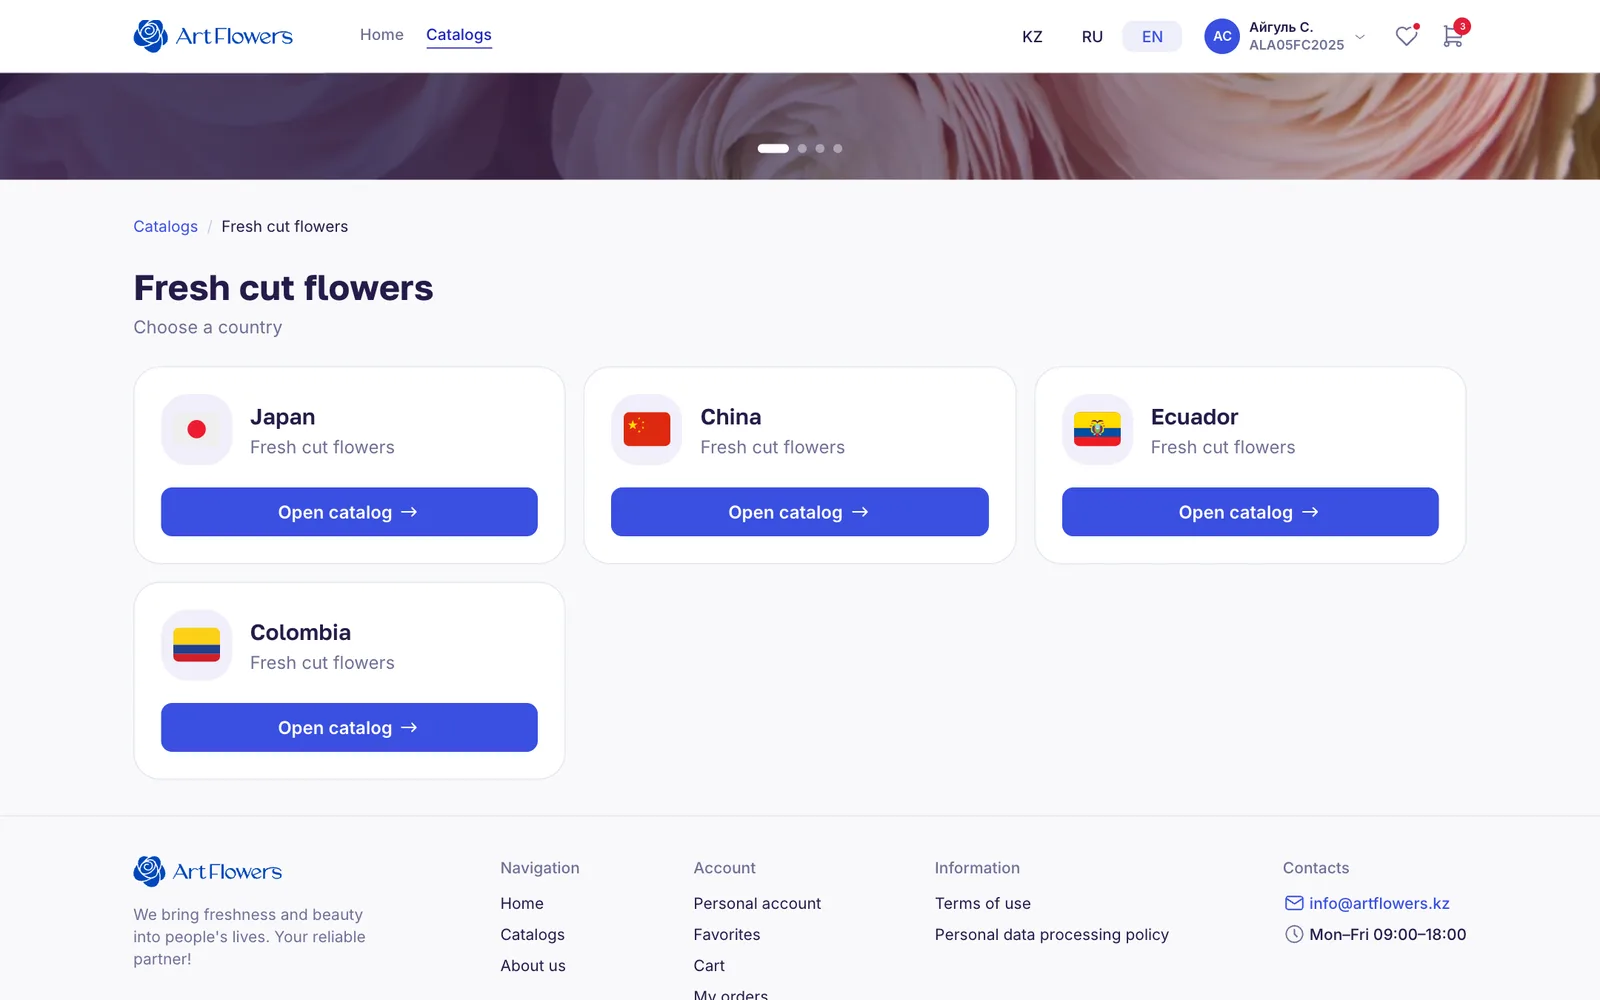 ArtFlowers
Home
Catalogs
KZ
RU
EN
AC
Айгуль С.
ALA05FC2025
3
Catalogs / Fresh cut flowers
Fresh cut flowers
Choose a country
Japan
Fresh cut flowers
Open catalog →
China
Fresh cut flowers
Open catalog →
Ecuador
Fresh cut flowers
Open catalog →
Colombia
Fresh cut flowers
Open catalog →
ArtFlowers
We bring freshness and beauty
into people's lives. Your reliable
partner!
Navigation
Home
Catalogs
About us
Account
Personal account
Favorites
Cart
My orders
Information
Terms of use
Personal data processing policy
Contacts
info@artflowers.kz
Mon–Fri 09:00–18:00